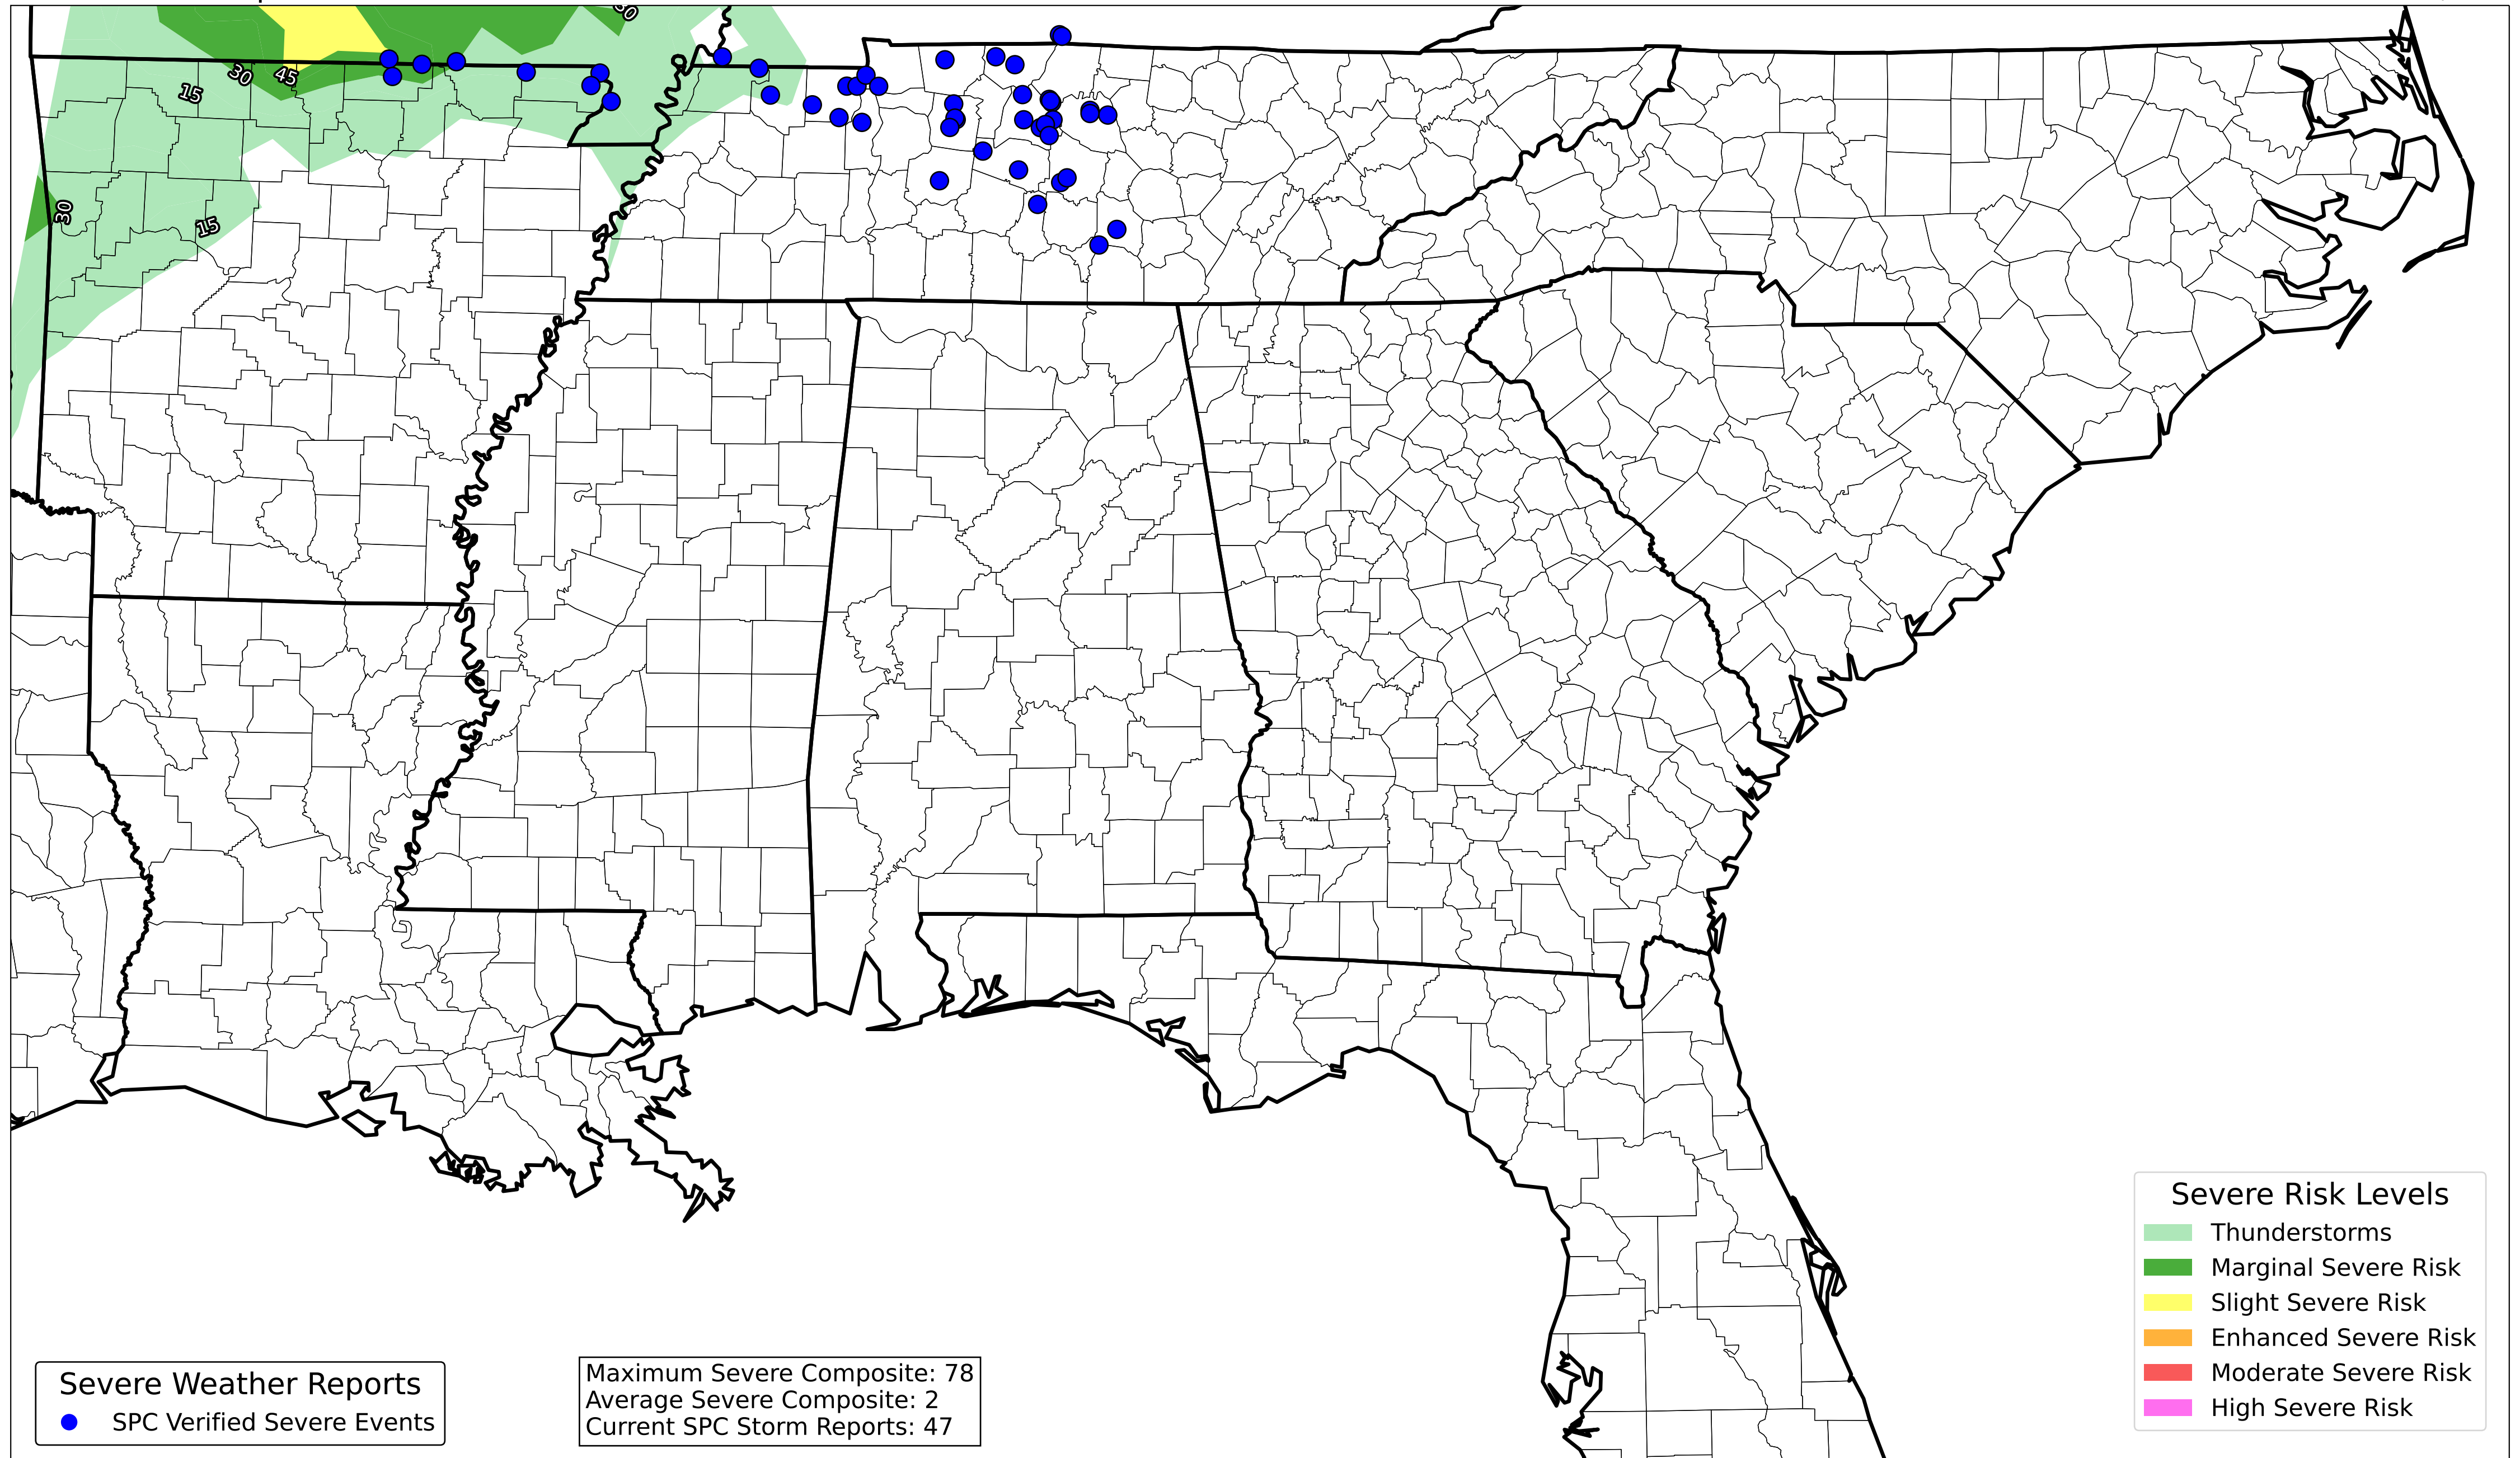 30
30
45
15
30
15
Severe Risk Levels
Thunderstorms
Marginal Severe Risk
Slight Severe Risk
Enhanced Severe Risk
Moderate Severe Risk
High Severe Risk
Severe Weather Reports
SPC Verified Severe Events
Maximum Severe Composite: 78
Average Severe Composite: 2
Current SPC Storm Reports: 47